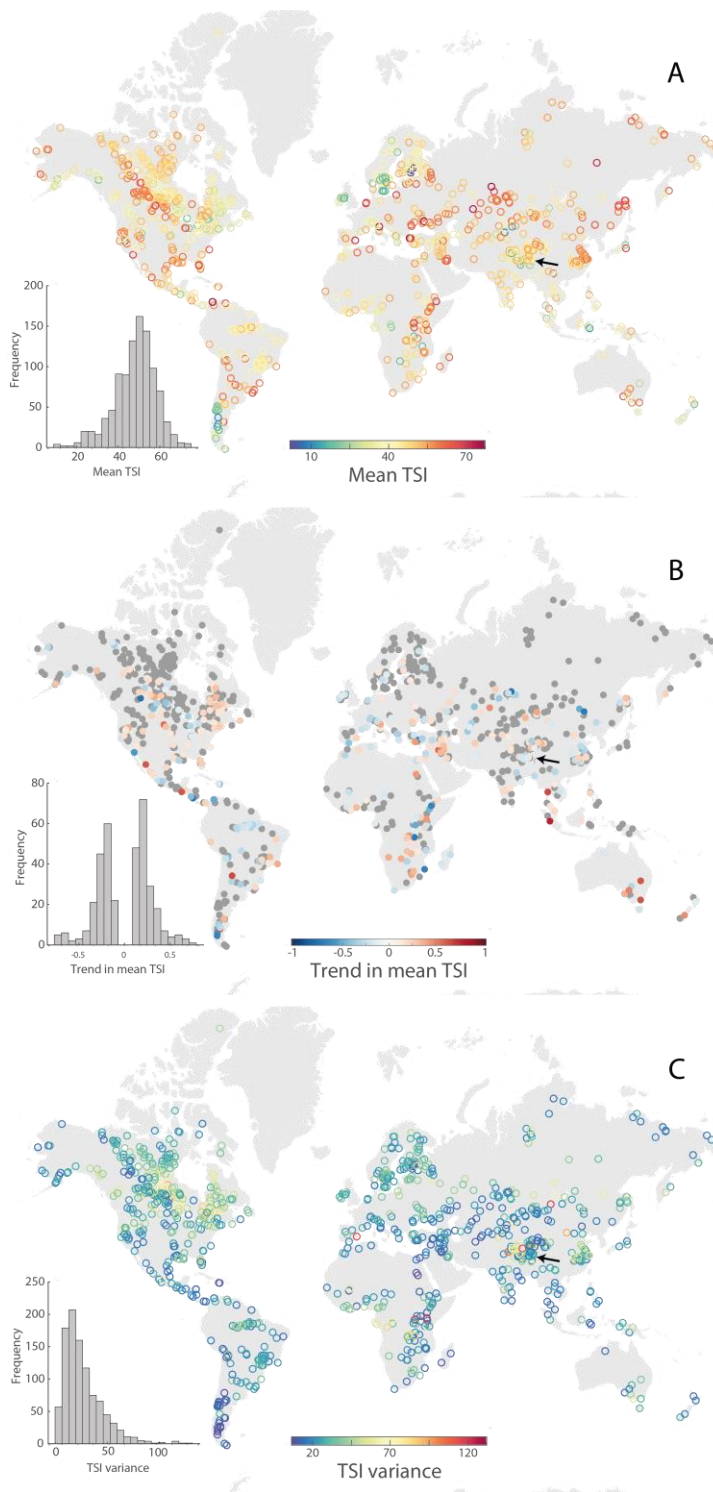 A
200
150
100
50
0
Frequency
20 40 60
Mean TSI
10 40 70
Mean TSI
B
80
60
40
20
0
Frequency
-0.5 0 0.5
Trend in mean TSI
-1 -0.5 0 0.5 1
Trend in mean TSI
C
250
200
150
100
50
0
Frequency
0 50 100
TSI variance
20 70 120
TSI variance